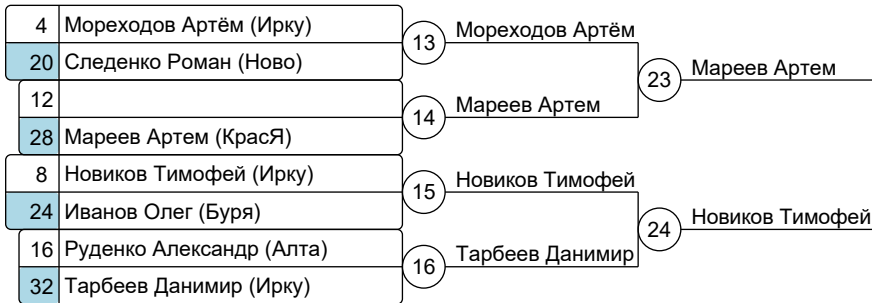 4 Мореходов Артём (Ирку)
20 Следенко Роман (Ново)
13 Мореходов Артём
12
28 Мареев Артем (КрасЯ)
14 Мареев Артем
23 Мареев Артем
8 Новиков Тимофей (Ирку)
24 Иванов Олег (Буря)
15 Новиков Тимофей
16 Руденко Александр (Алта)
32 Тарбеев Данимир (Ирку)
16 Тарбеев Данимир
24 Новиков Тимофей